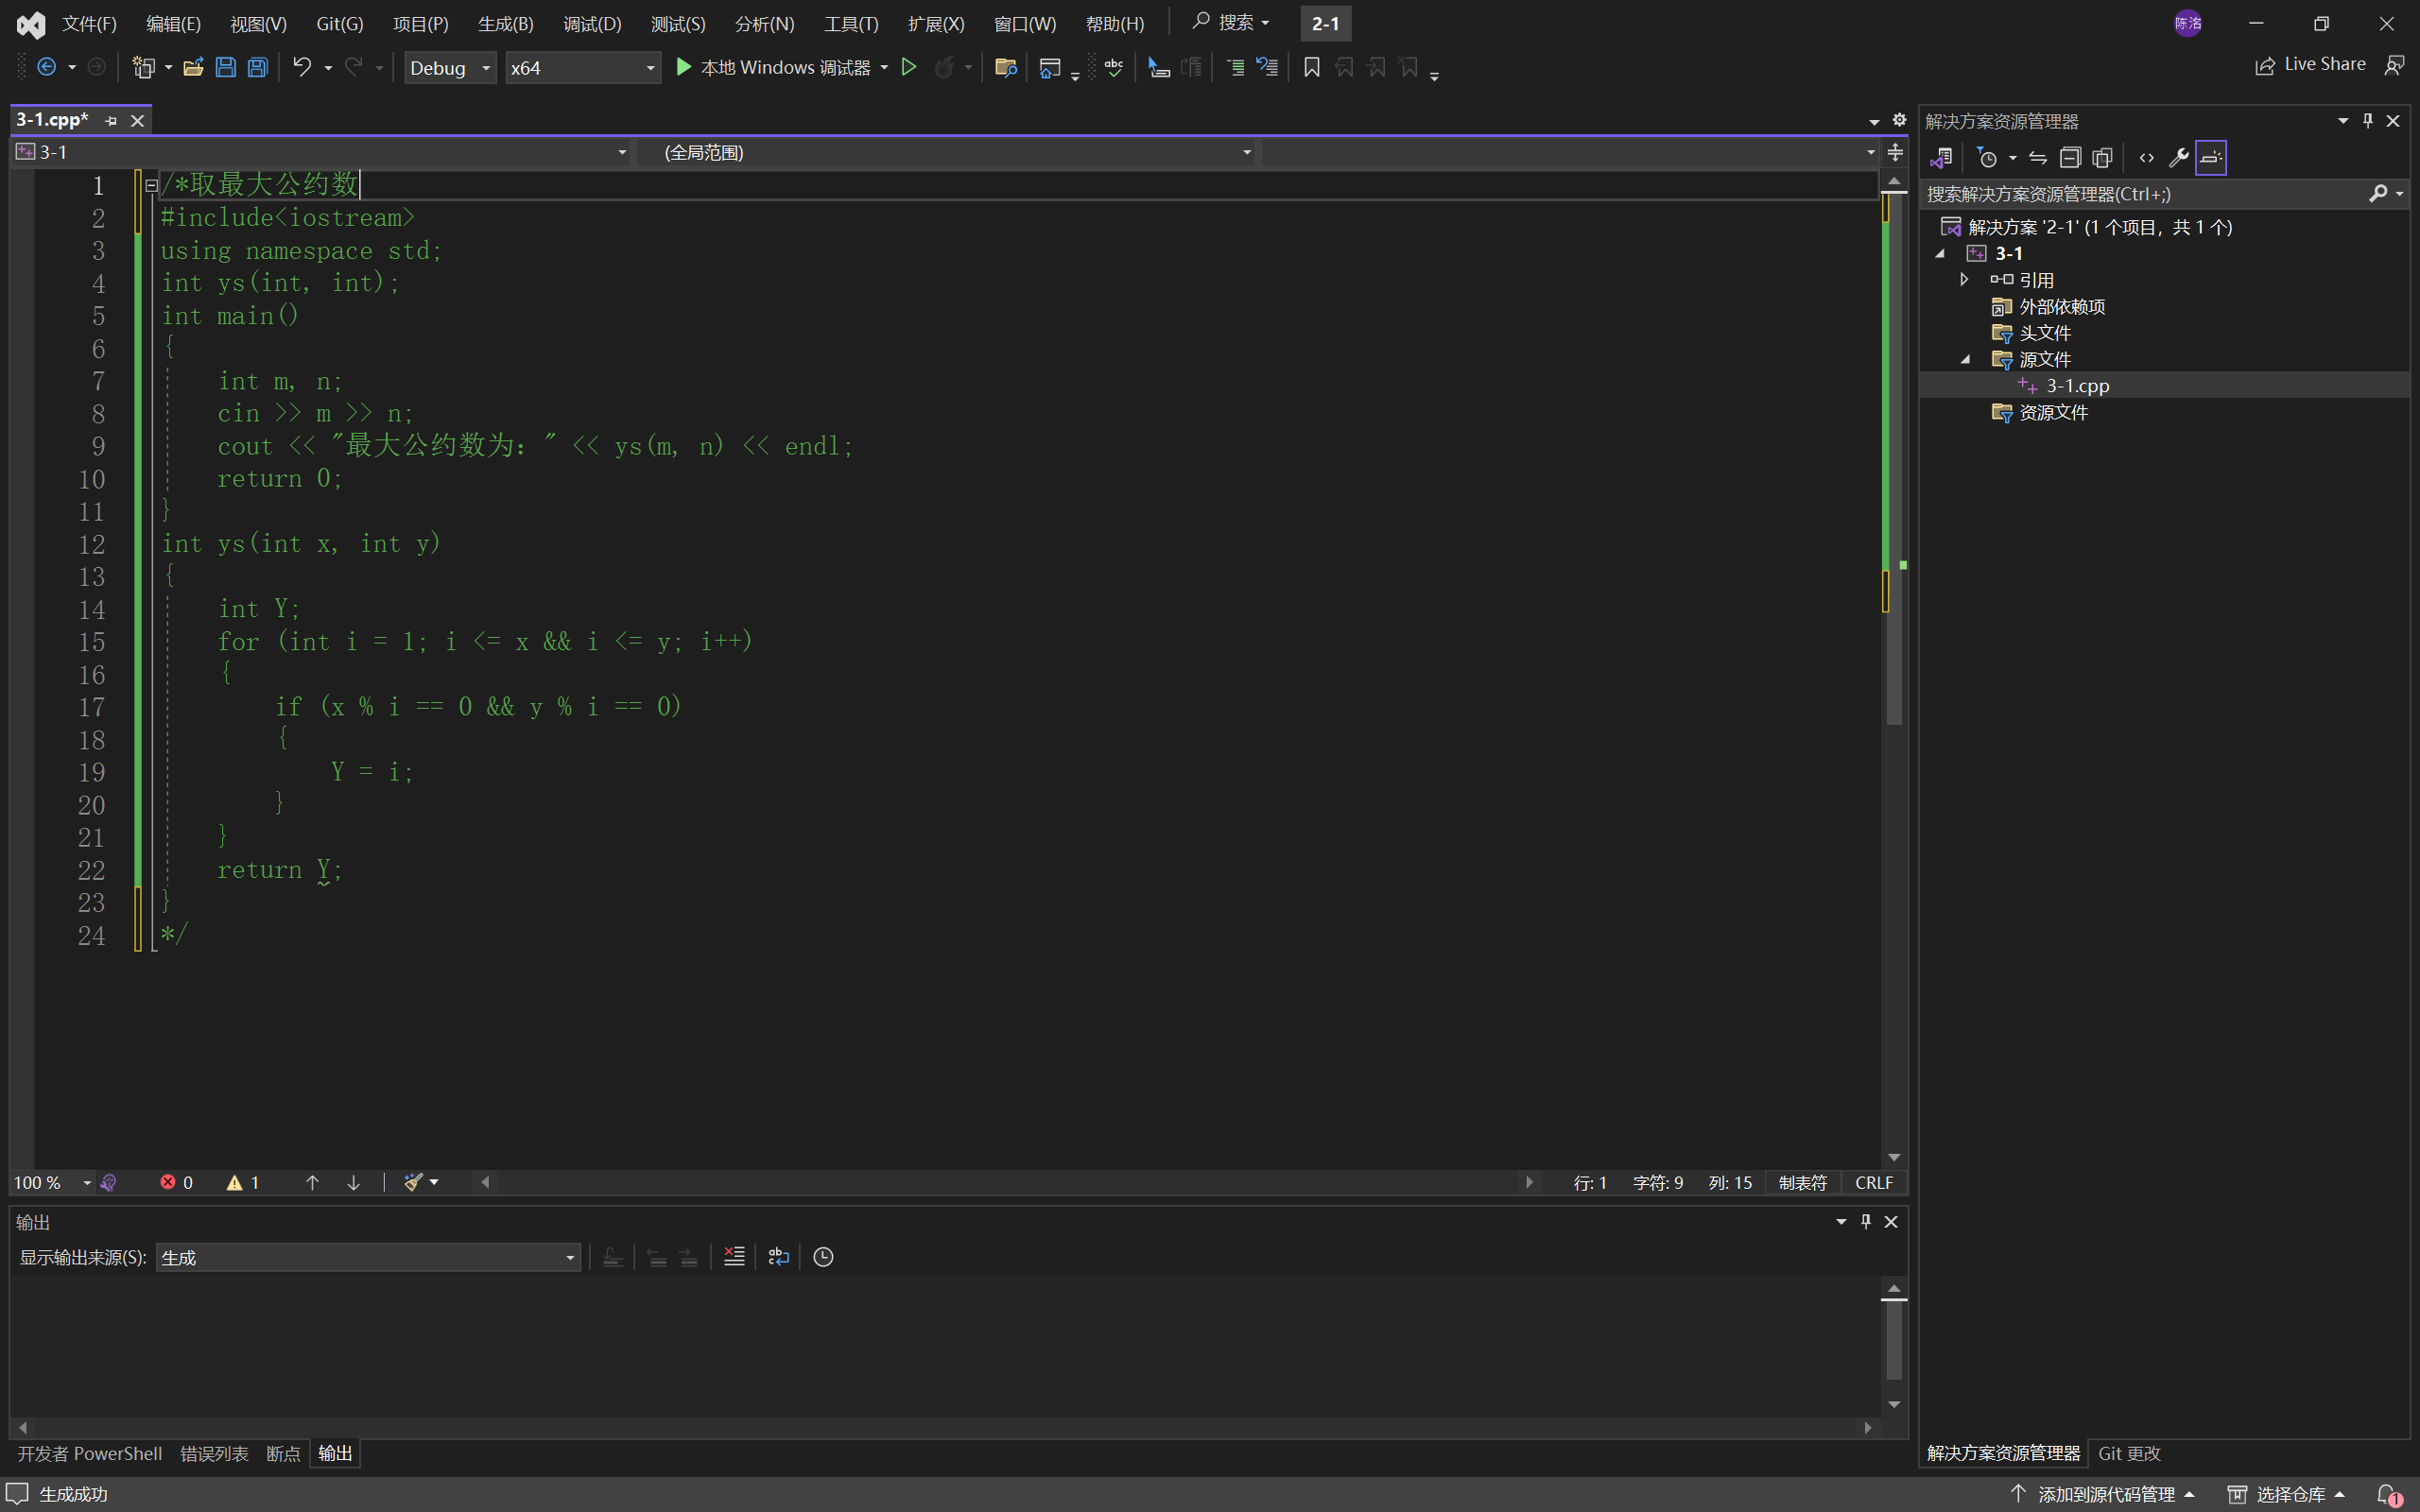 文件(F) 编辑(E) 视图(V) Git(G) 项目(P) 生成(B) 调试(D) 测试(S) 分析(N) 工具(T) 扩展(X) 窗口(W) 帮助(H) 搜索 2-1 陈洛
Debug x64 本地 Windows 调试器 abc Live Share
3-1.cpp*
3-1 (全局范围)
1 /*取最大公约数
2 #include<iostream>
3 using namespace std;
4 int ys(int, int);
5 int main()
6 {
7 int m, n;
8 cin >> m >> n;
9 cout << "最大公约数为：" << ys(m, n) << endl;
10 return 0;
11 }
12 int ys(int x, int y)
13 {
14 int Y;
15 for (int i = 1; i <= x && i <= y; i++)
16 {
17 if (x % i == 0 && y % i == 0)
18 {
19 Y = i;
20 }
21 }
22 return Y;
23 }
24 */
100 % 0 1 行: 1 字符: 9 列: 15 制表符 CRLF
输出
显示输出来源(S): 生成
开发者 PowerShell 错误列表 断点 输出
解决方案资源管理器
搜索解决方案资源管理器(Ctrl+;)
解决方案 '2-1' (1 个项目，共 1 个)
3-1
引用
外部依赖项
头文件
源文件
3-1.cpp
资源文件
解决方案资源管理器 Git 更改
生成成功 添加到源代码管理 选择仓库 1